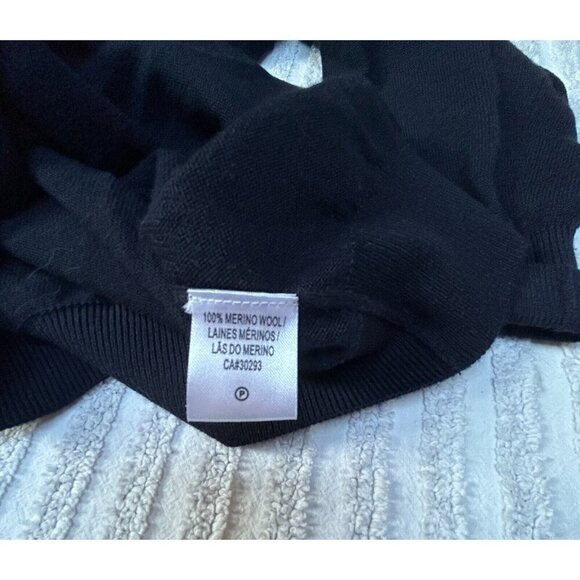 100% MERINO WOOL/
LAINES MÉRINOS/
LÃS DO MERINO
CA#30293
P